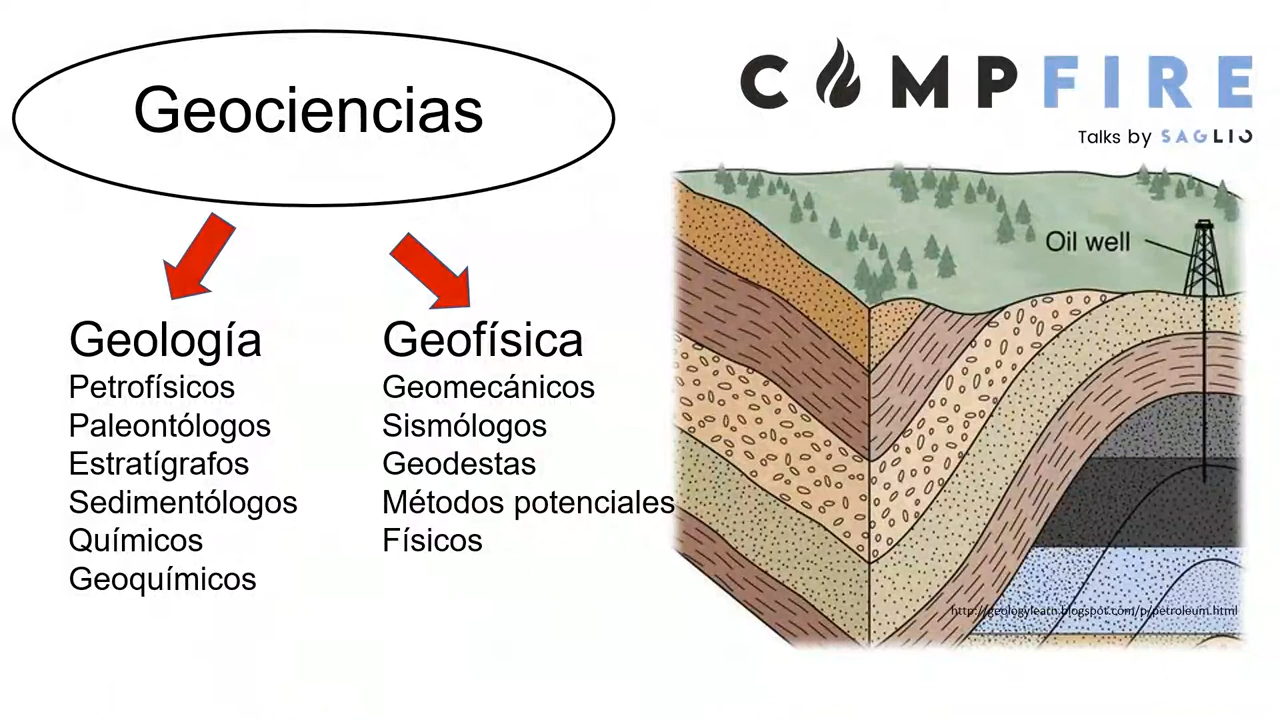 Geociencias
CAMPFIRE
Talks by SAGLIO
Oil well
Geología
Petrofísicos
Paleontólogos
Estratígrafos
Sedimentólogos
Químicos
Geoquímicos
Geofísica
Geomecánicos
Sismólogos
Geodestas
Métodos potenciales
Físicos
http://geologylearn.blogspot.com/p/petroleum.html